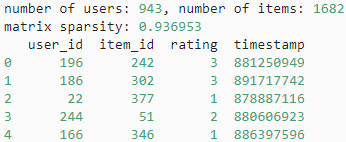 number of users: 943, number of items: 1682
matrix sparsity: 0.936953
user_id item_id rating timestamp
0 196 242 3 881250949
1 186 302 3 891717742
2 22 377 1 878887116
3 244 51 2 880606923
4 166 346 1 886397596